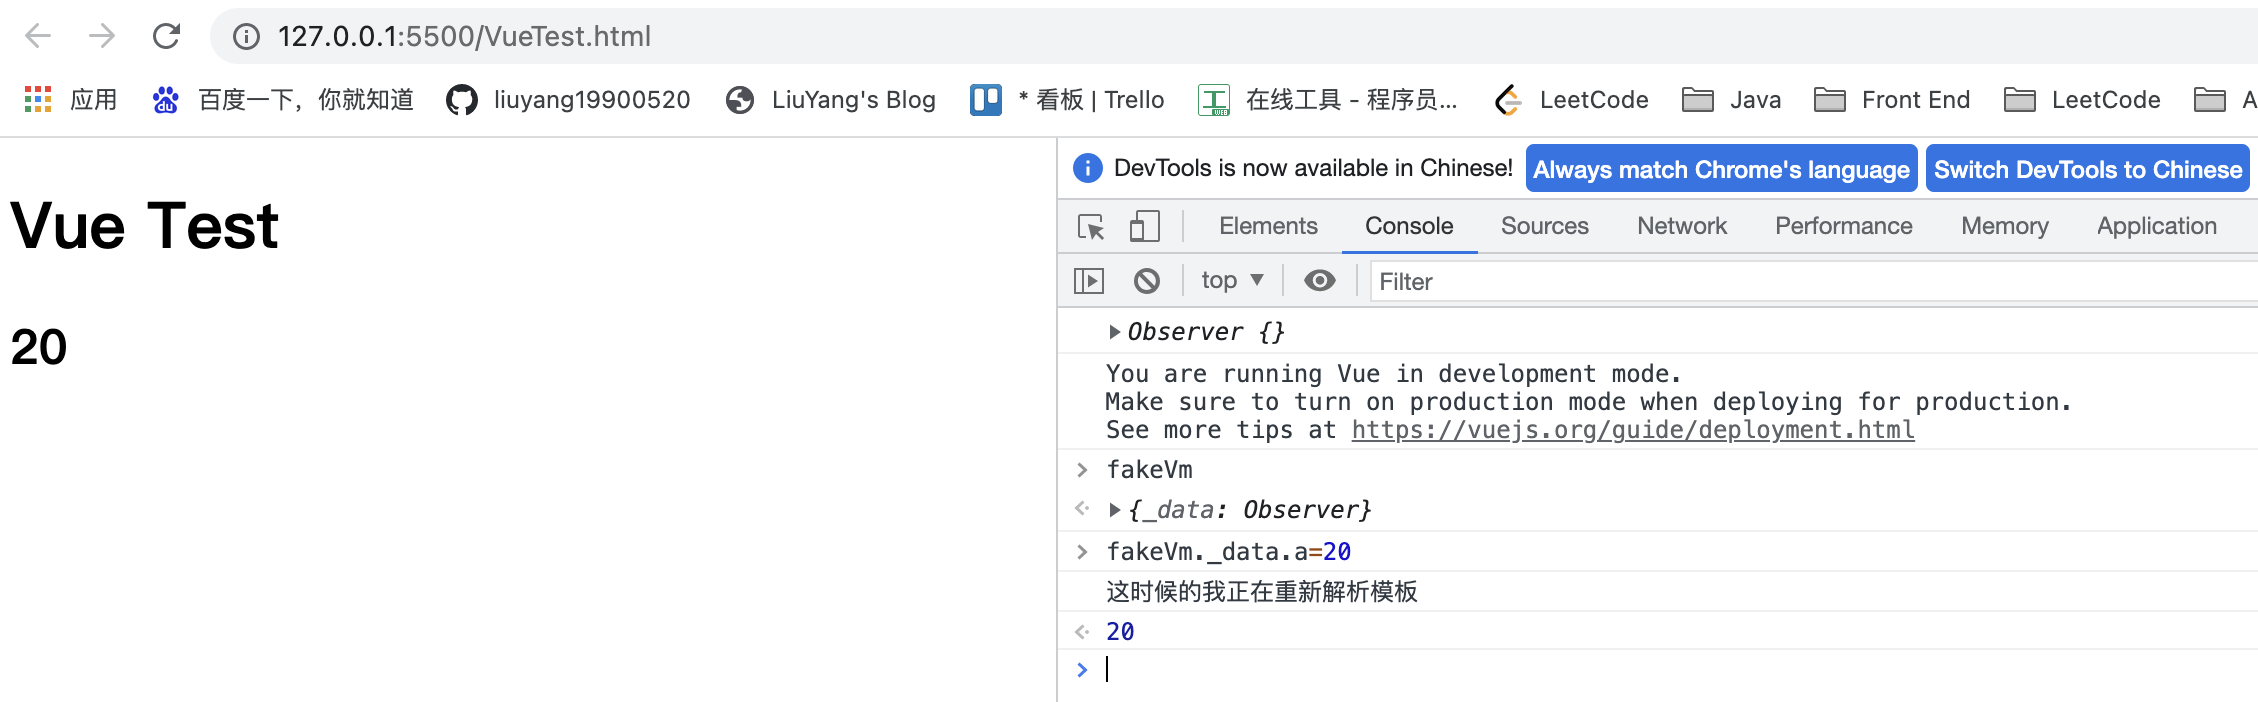 127.0.0.1:5500/VueTest.html
应用 百度一下，你就知道 liuyang19900520 LiuYang's Blog * 看板 | Trello 在线工具 - 程序员... LeetCode Java Front End LeetCode A
Vue Test
20
DevTools is now available in Chinese! Always match Chrome's language Switch DevTools to Chinese
Elements Console Sources Network Performance Memory Application
top Filter
Observer {}
You are running Vue in development mode.
Make sure to turn on production mode when deploying for production.
See more tips at https://vuejs.org/guide/deployment.html
fakeVm
{_data: Observer}
fakeVm._data.a=20
这时候的我正在重新解析模板
20